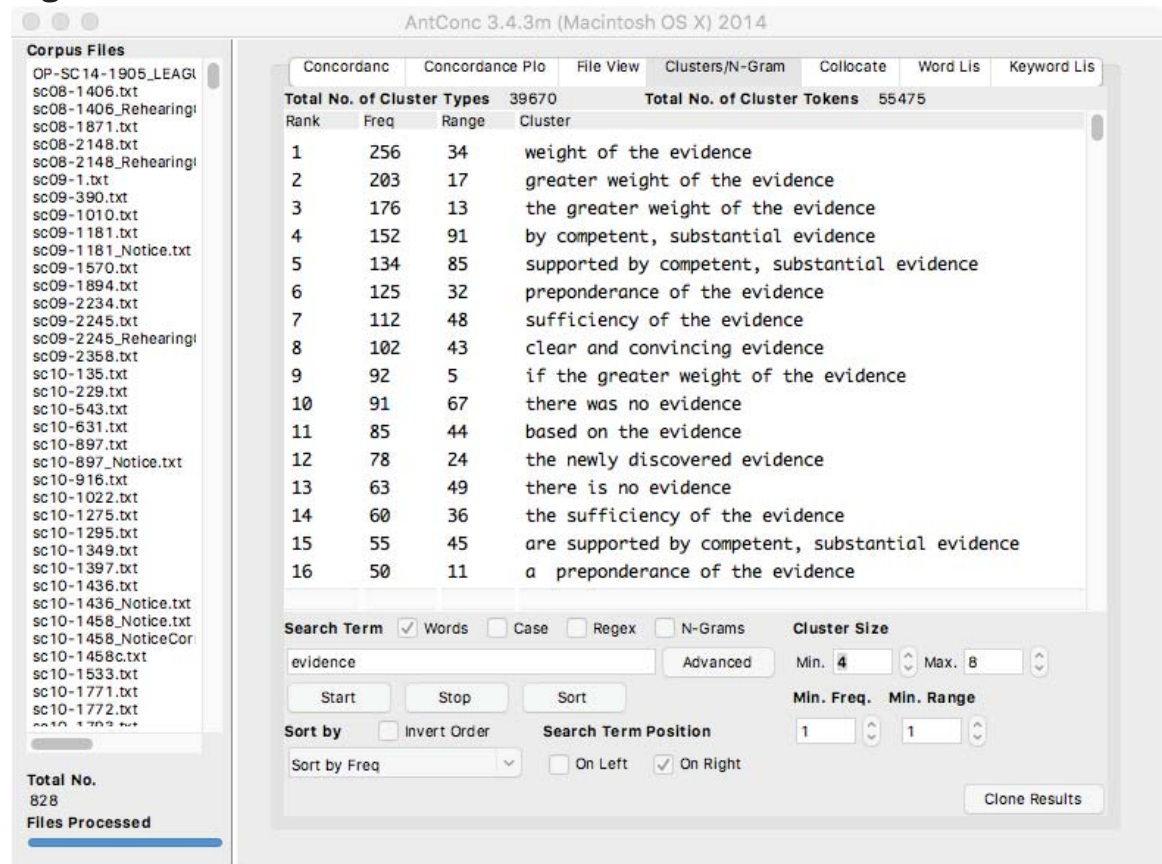 AntConc 3.4.3m (Macintosh OS X) 2014
Corpus Files
OP-SC14-1905_LEAGU
sc08-1406.txt
sc08-1406_Rehearing
sc08-1871.txt
sc08-2148.txt
sc08-2148_Rehearing
sc09-1.txt
sc09-390.txt
sc09-1010.txt
sc09-1181.txt
sc09-1181_Notice.txt
sc09-1570.txt
sc09-1894.txt
sc09-2234.txt
sc09-2245.txt
sc09-2245_Rehearing
sc09-2358.txt
sc10-135.txt
sc10-229.txt
sc10-543.txt
sc10-631.txt
sc10-897.txt
sc10-897_Notice.txt
sc10-916.txt
sc10-1022.txt
sc10-1275.txt
sc10-1295.txt
sc10-1349.txt
sc10-1397.txt
sc10-1436.txt
sc10-1436_Notice.txt
sc10-1458_Notice.txt
sc10-1458_NoticeCor
sc10-1458c.txt
sc10-1533.txt
sc10-1771.txt
sc10-1772.txt
Total No.
828
Files Processed
Concordanc Concordance Plo File View Clusters/N-Gram Collocate Word Lis Keyword Lis
Total No. of Cluster Types 39670 Total No. of Cluster Tokens 55475
Rank Freq Range Cluster
1 256 34 weight of the evidence
2 203 17 greater weight of the evidence
3 176 13 the greater weight of the evidence
4 152 91 by competent, substantial evidence
5 134 85 supported by competent, substantial evidence
6 125 32 preponderance of the evidence
7 112 48 sufficiency of the evidence
8 102 43 clear and convincing evidence
9 92 5 if the greater weight of the evidence
10 91 67 there was no evidence
11 85 44 based on the evidence
12 78 24 the newly discovered evidence
13 63 49 there is no evidence
14 60 36 the sufficiency of the evidence
15 55 45 are supported by competent, substantial evidence
16 50 11 a preponderance of the evidence
Search Term Words Case Regex N-Grams Cluster Size
evidence Advanced Min. 4 Max. 8
Start Stop Sort Min. Freq. Min. Range
Sort by Invert Order Search Term Position 1 1
Sort by Freq On Left On Right
Clone Results